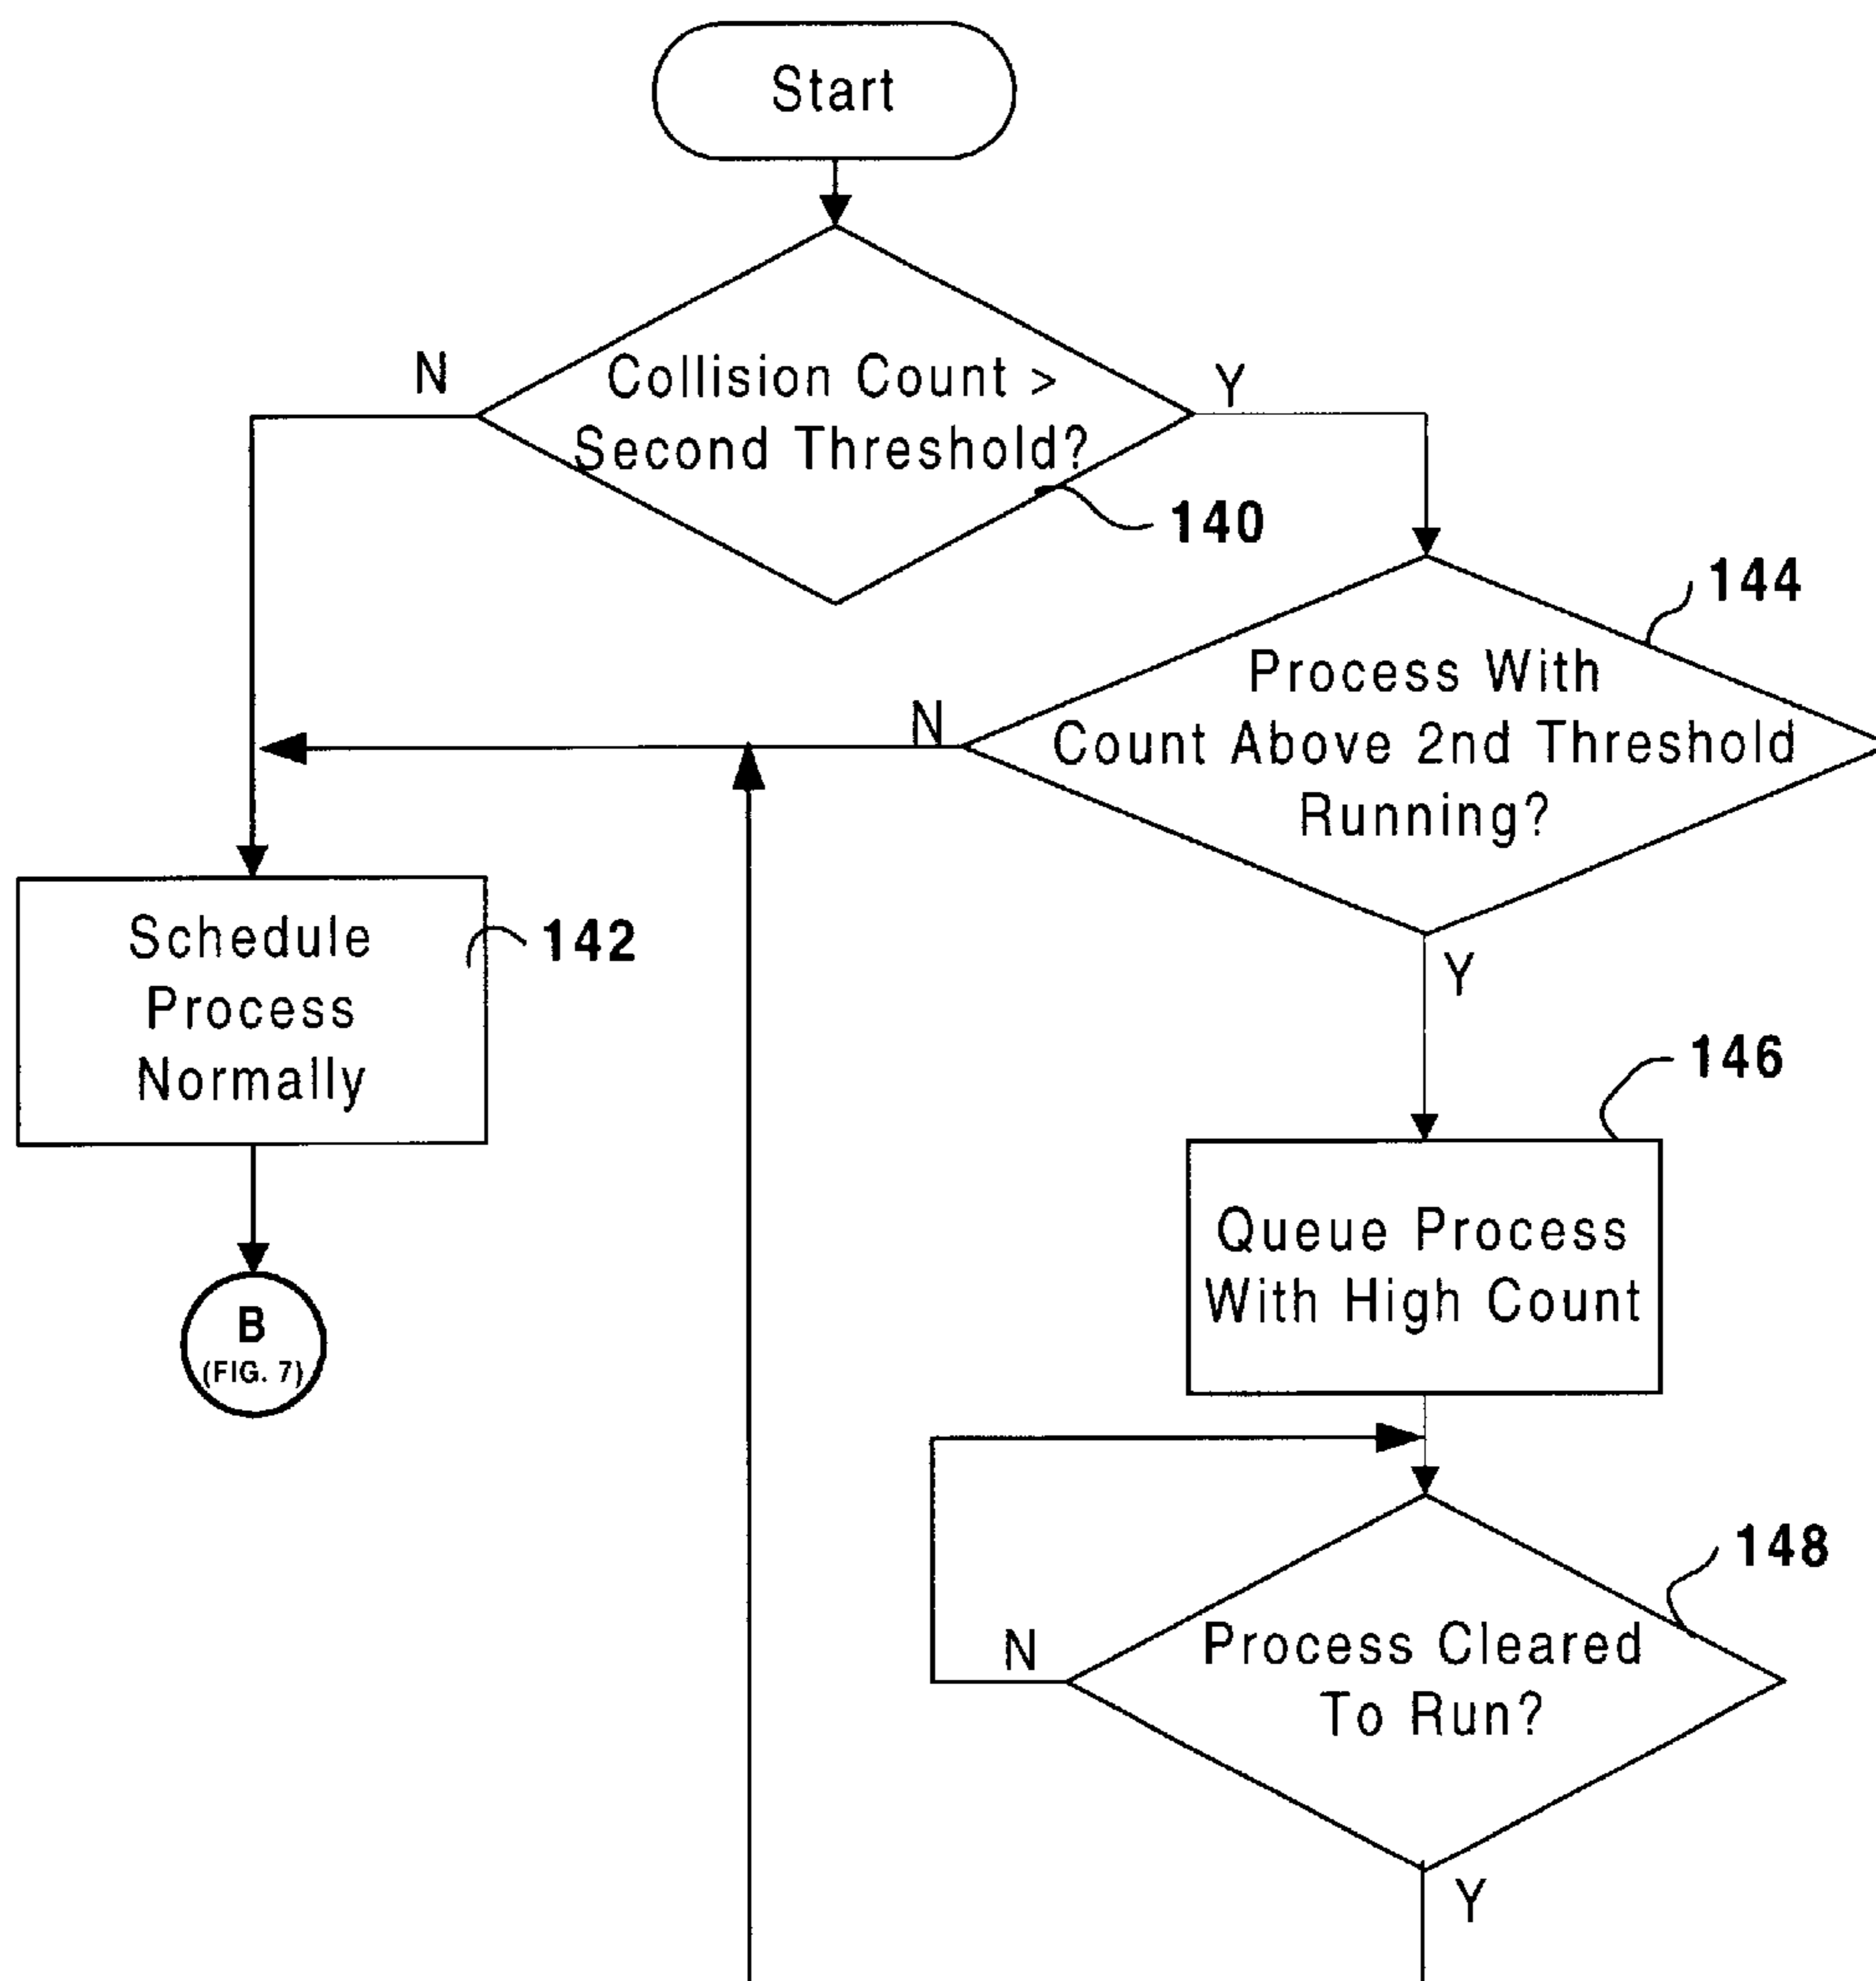 Start
N
Collision Count >
Second Threshold?
Y
140
144
Process With
Count Above 2nd Threshold
Running?
N
Y
Schedule
Process
Normally
142
146
Queue Process
With High Count
B
(FIG. 7)
148
Process Cleared
To Run?
N
Y